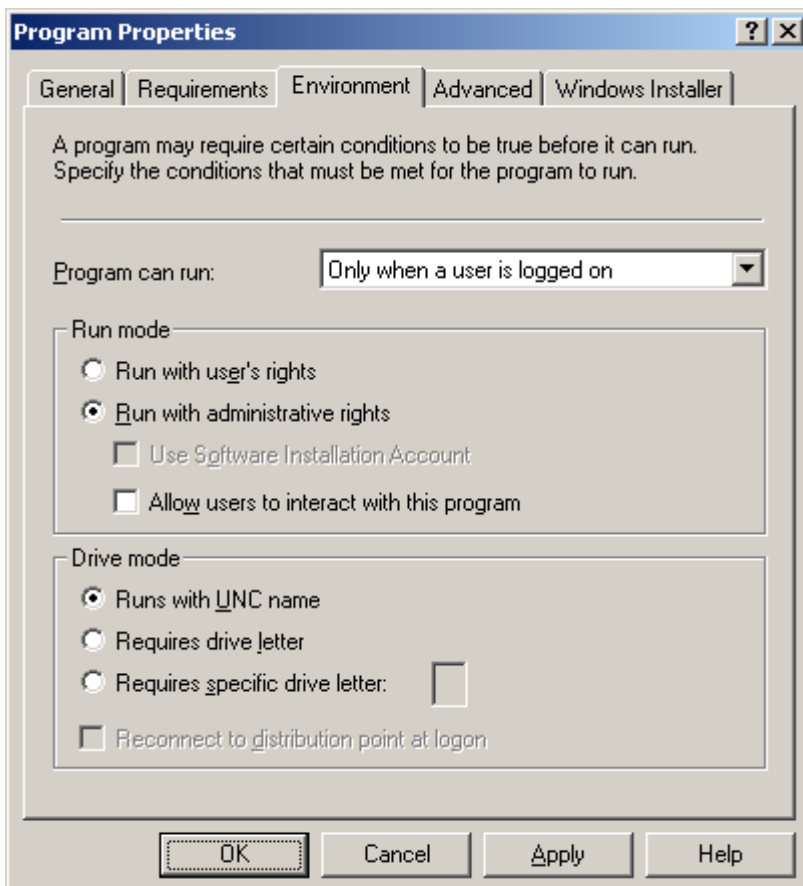 Program Properties
General Requirements Environment Advanced Windows Installer
A program may require certain conditions to be true before it can run.
Specify the conditions that must be met for the program to run.
Program can run: Only when a user is logged on
Run mode
Run with user's rights
Run with administrative rights
Use Software Installation Account
Allow users to interact with this program
Drive mode
Runs with UNC name
Requires drive letter
Requires specific drive letter:
Reconnect to distribution point at logon
OK Cancel Apply Help